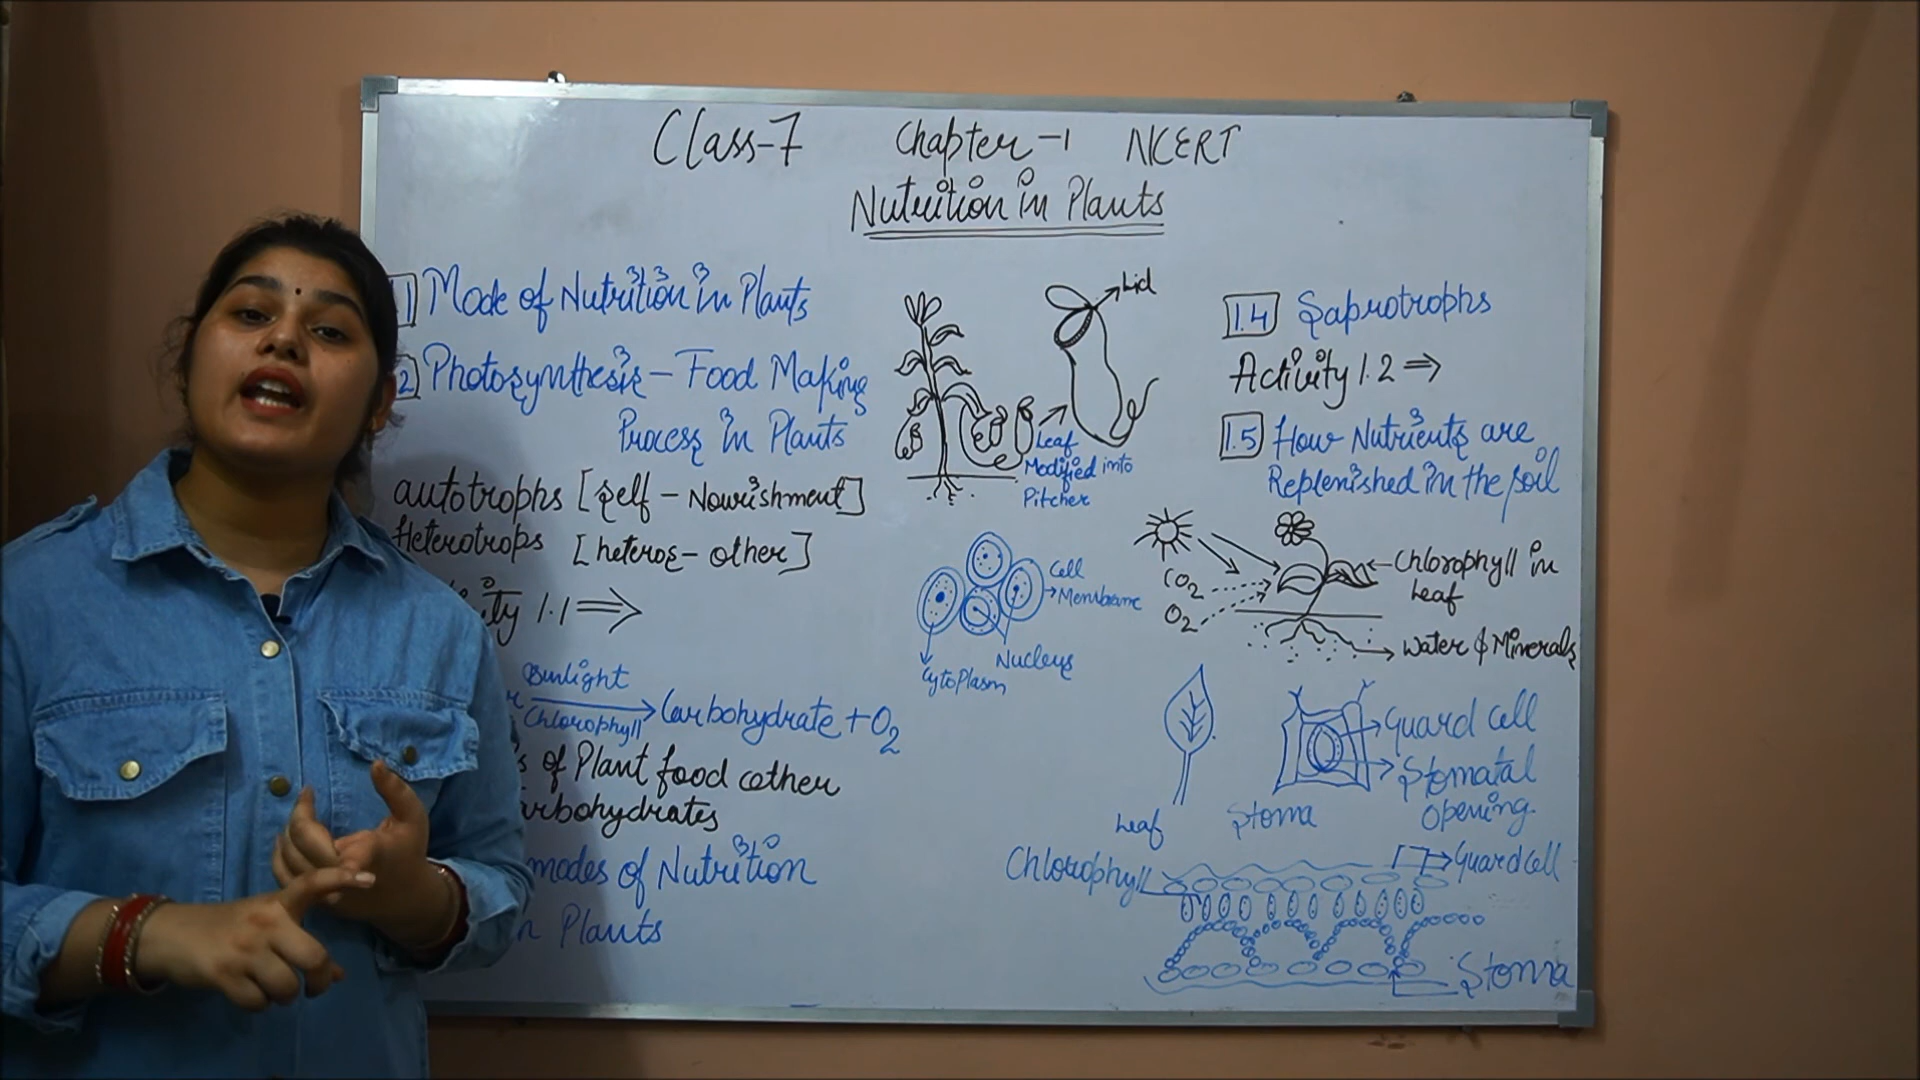 Class-7 Chapter-1 NCERT
Nutrition in Plants
1 Mode of Nutrition in Plants
2 Photosynthesis - Food Making
Process in Plants
autotrophs [Self - Nourishment]
Heterotrops [heteros - other]
1.1 ⇒
Sunlight
Chlorophyll
→ Carbohydrate + O2
of Plant food other
modes of Nutrition
Plants
Lid
Leaf
Modified into
Pitcher
Cell
Membrane
Nucleus
CytoPlasm
1.4 Saprotrophs
Activity 1.2 ⇒
1.5 How Nutrients are
Replenished in the soil
CO2
O2
Chlorophyll in
Leaf
Water & Minerals
Leaf
Stoma
Guard Cell
Stomatal
Opening
Chlorophyll
Guard Cell
Stoma